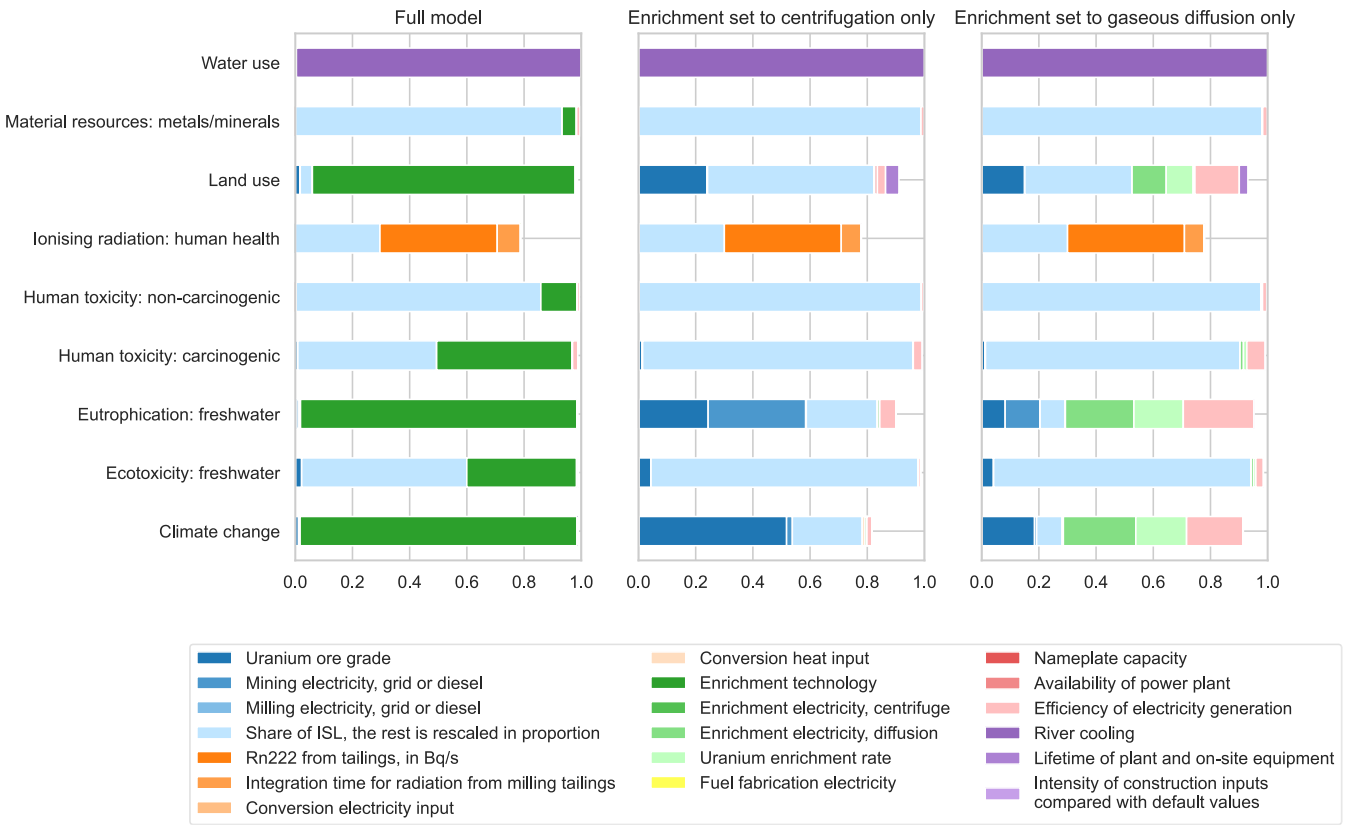 Full model
Enrichment set to centrifugation only
Enrichment set to gaseous diffusion only
Water use
Material resources: metals/minerals
Land use
Ionising radiation: human health
Human toxicity: non-carcinogenic
Human toxicity: carcinogenic
Eutrophication: freshwater
Ecotoxicity: freshwater
Climate change
0.0 0.2 0.4 0.6 0.8 1.0
0.0 0.2 0.4 0.6 0.8 1.0
0.0 0.2 0.4 0.6 0.8 1.0
Uranium ore grade
Mining electricity, grid or diesel
Milling electricity, grid or diesel
Share of ISL, the rest is rescaled in proportion
Rn222 from tailings, in Bq/s
Integration time for radiation from milling tailings
Conversion electricity input
Conversion heat input
Enrichment technology
Enrichment electricity, centrifuge
Enrichment electricity, diffusion
Uranium enrichment rate
Fuel fabrication electricity
Nameplate capacity
Availability of power plant
Efficiency of electricity generation
River cooling
Lifetime of plant and on-site equipment
Intensity of construction inputs
compared with default values